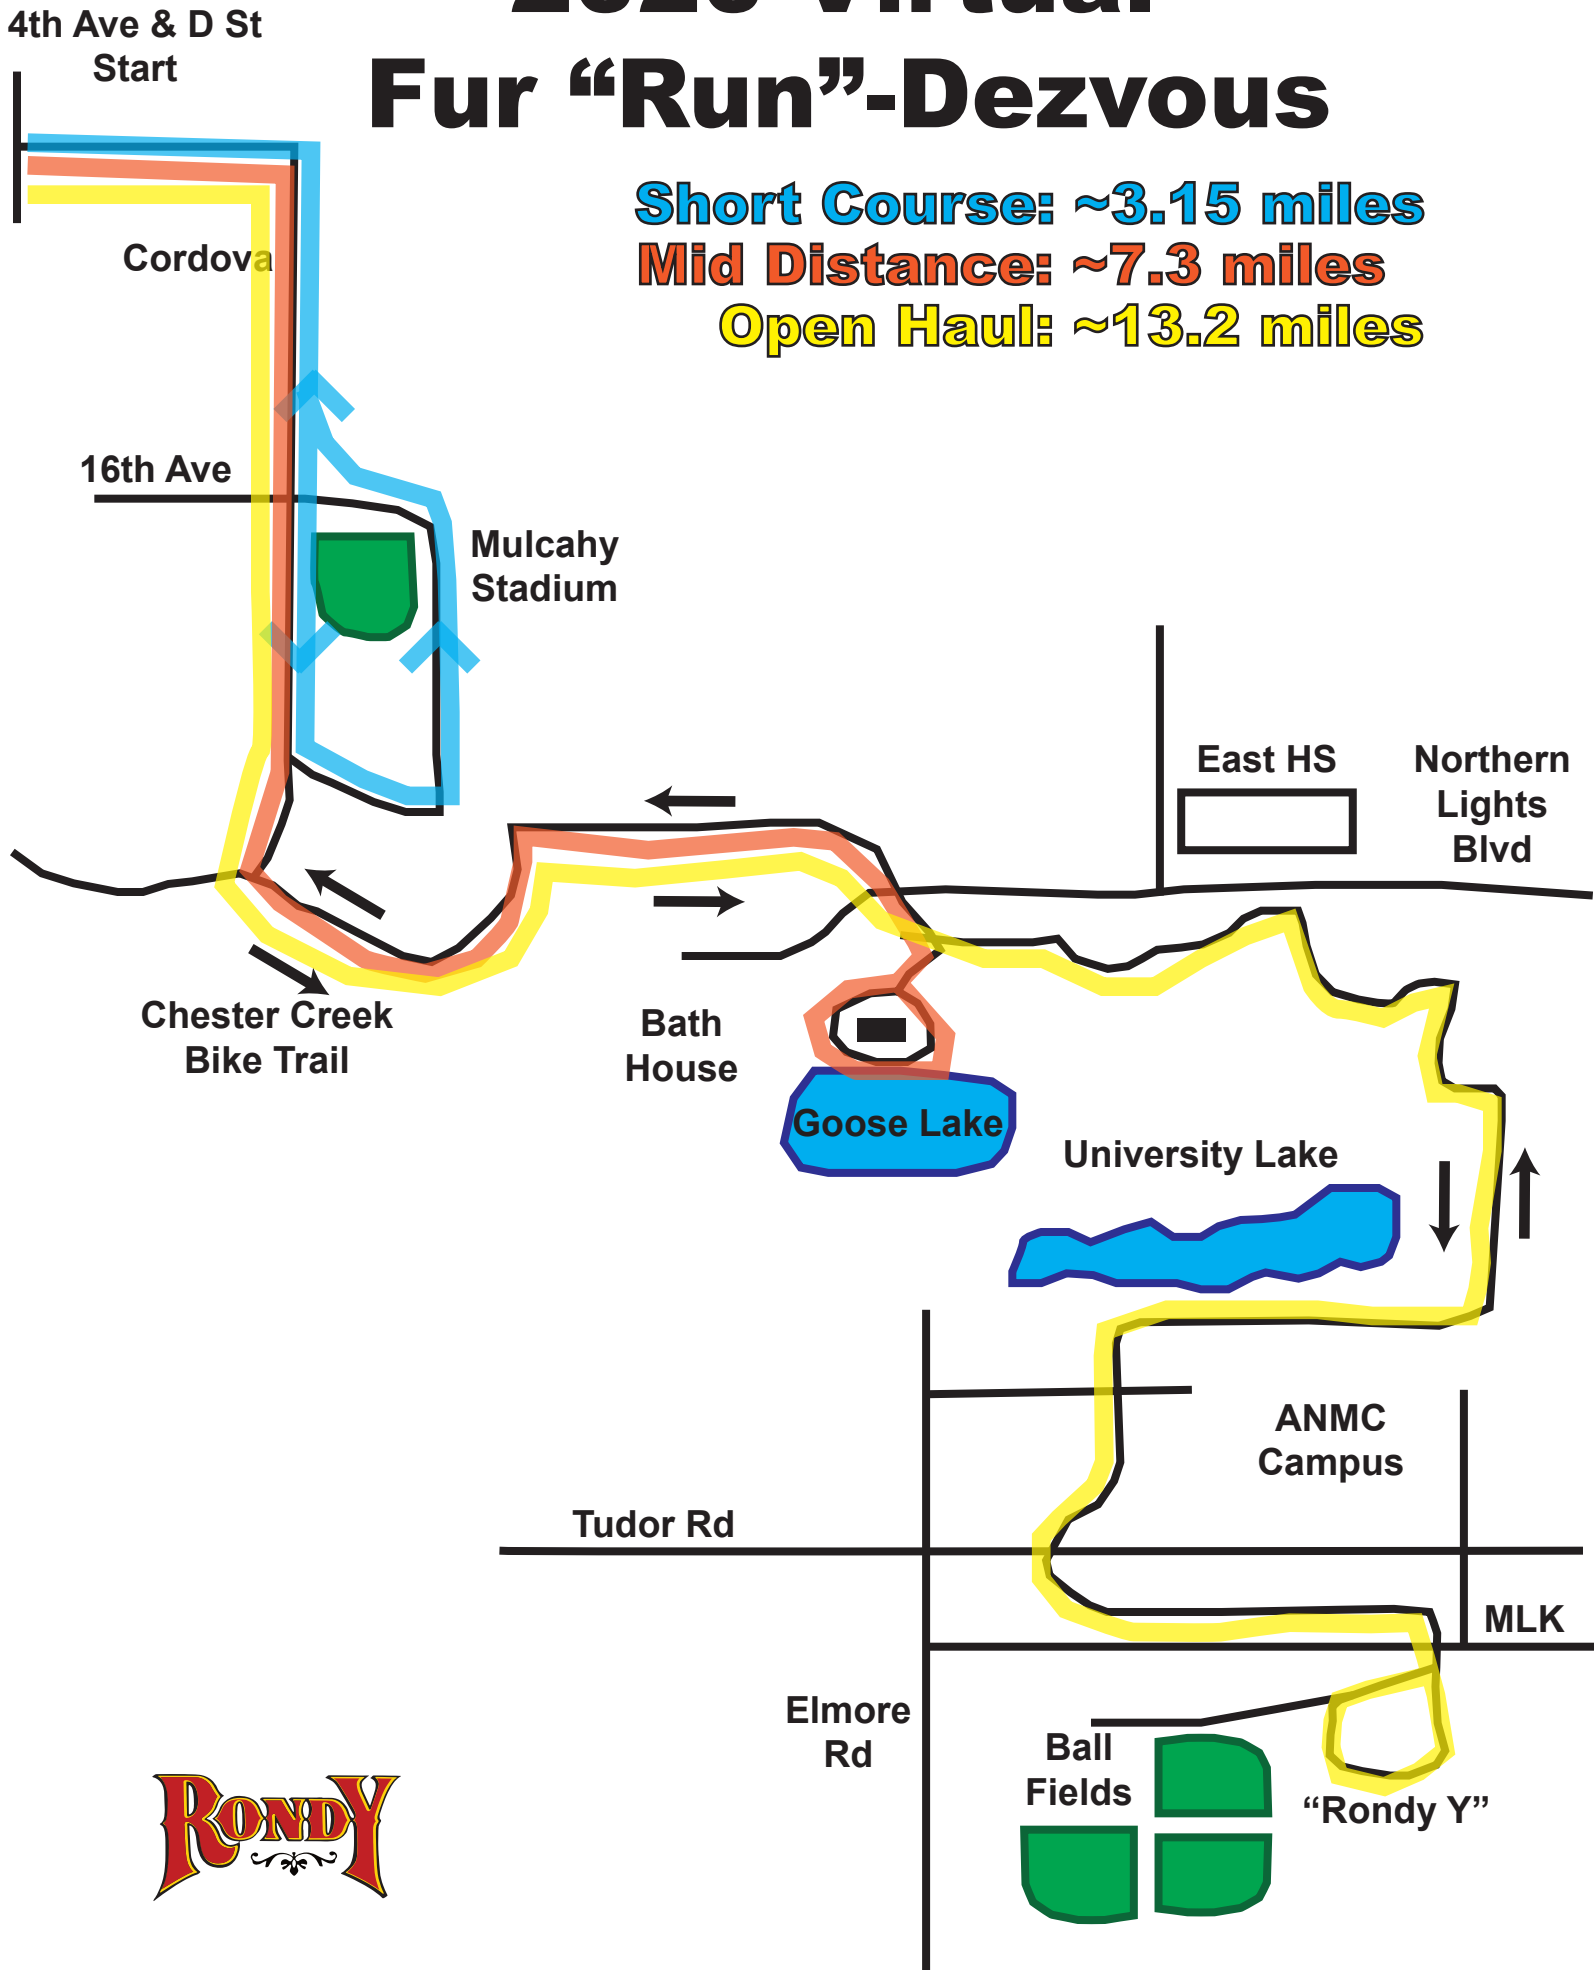 4th Ave & D St
Start
Virtual
Fur “Run”-Dezvous
Short Course: ~3.15 miles
Mid Distance: ~7.3 miles
Open Haul: ~13.2 miles
Cordova
16th Ave
Mulcahy
Stadium
East HS
Northern
Lights
Blvd
Chester Creek
Bike Trail
Bath
House
Goose Lake
University Lake
ANMC
Campus
Tudor Rd
MLK
Elmore
Rd
Ball
Fields
“Rondy Y”
RONDY